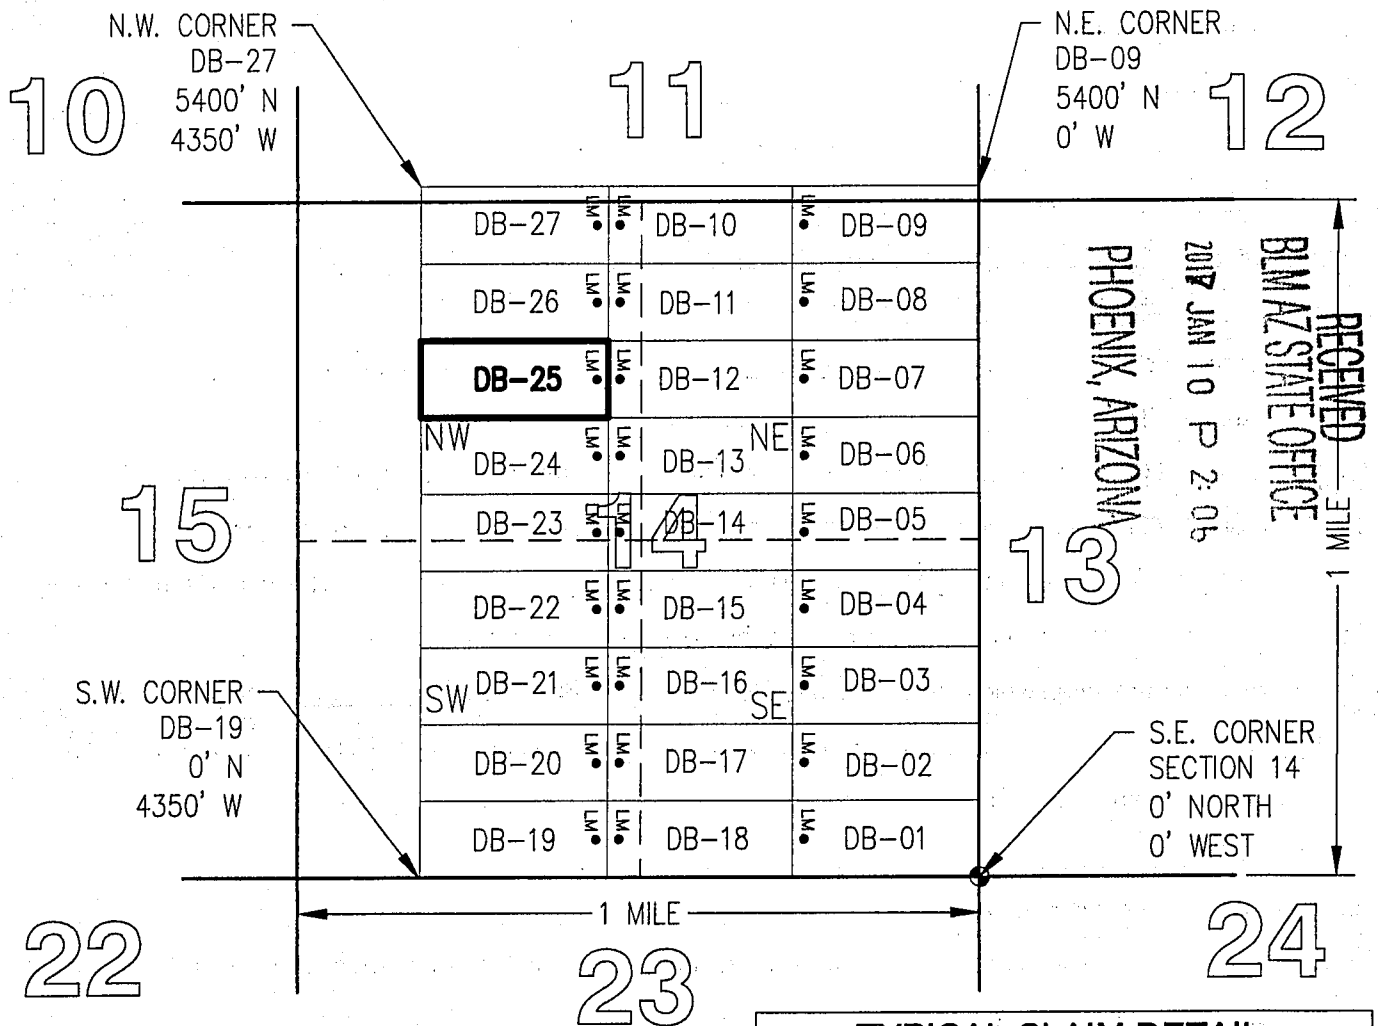 N.W. CORNER
DB-27
5400' N
4350' W
N.E. CORNER
DB-09
5400' N
0' W
10
11
12
LM DB-27
LM DB-10
LM DB-09
LM DB-26
LM DB-11
LM DB-08
LM DB-25
LM DB-12
LM DB-07
NW
LM DB-24
LM DB-13
NE
LM DB-06
LM DB-23
LM DB-14
LM DB-05
15
14
13
LM DB-22
LM DB-15
LM DB-04
SW
LM DB-21
LM DB-16
SE
LM DB-03
LM DB-20
LM DB-17
LM DB-02
LM DB-19
LM DB-18
LM DB-01
RECEIVED
BLM AZ STATE OFFICE
2017 JAN 10 P 2:06
PHOENIX, ARIZONA
1 MILE
S.W. CORNER
DB-19
0' N
4350' W
S.E. CORNER
SECTION 14
0' NORTH
0' WEST
1 MILE
22
23
24
TYPICAL CLAIM DETAIL